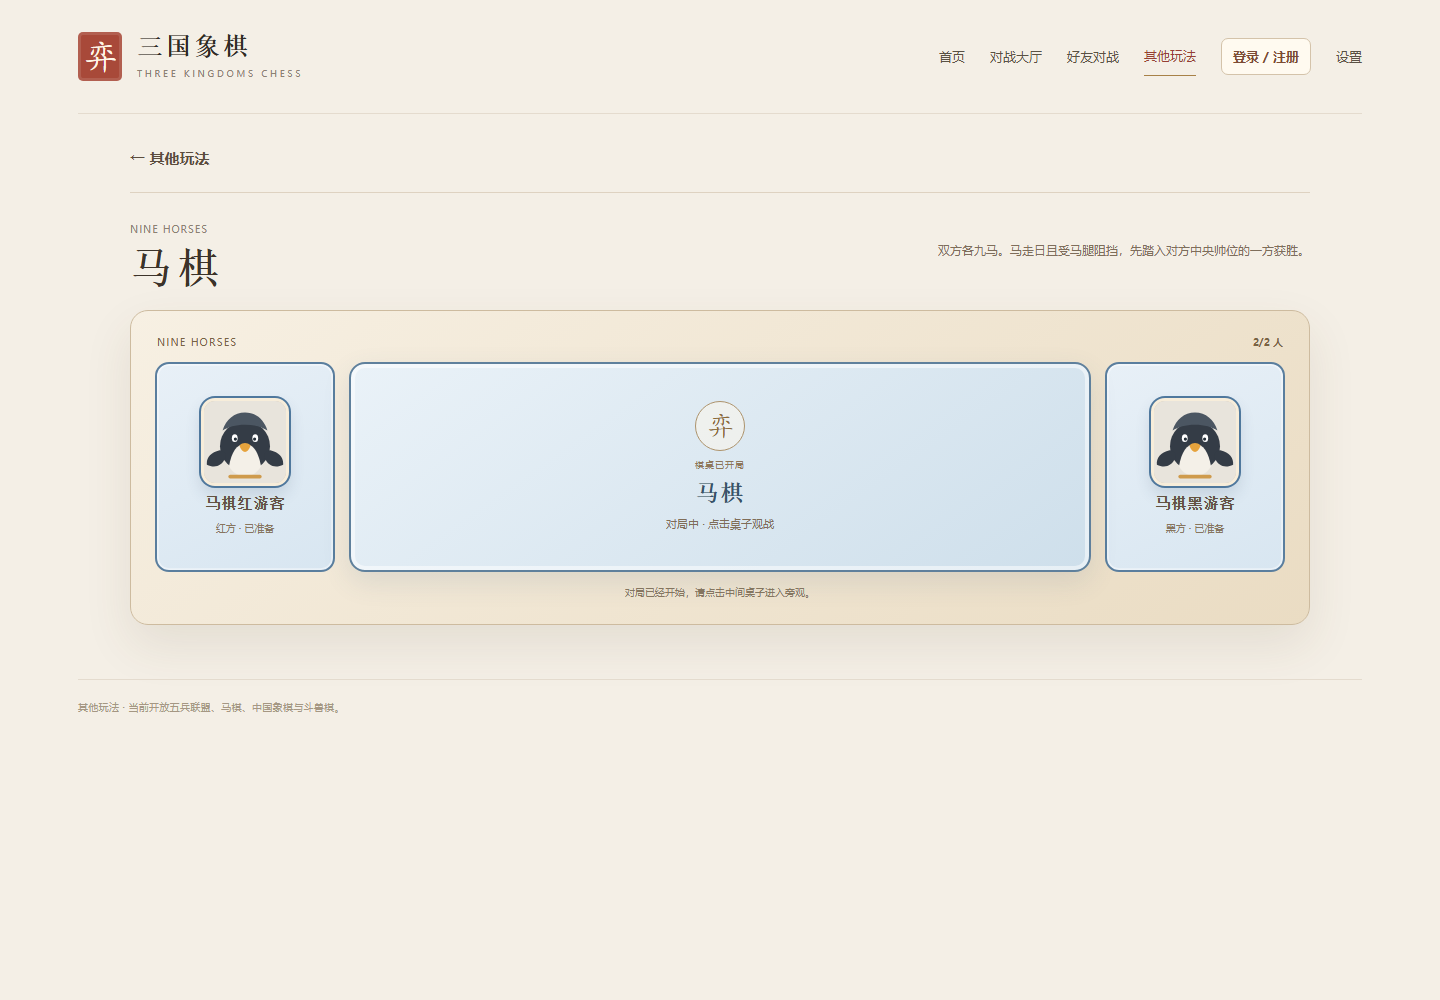 弈
三国象棋
THREE KINGDOMS CHESS
首页
对战大厅
好友对战
其他玩法
登录 / 注册
设置
← 其他玩法
NINE HORSES
马棋
双方各九马。马走日且受马腿阻挡，先踏入对方中央帅位的一方获胜。
NINE HORSES
2/2 人
马棋红游客
红方 · 已准备
弈
棋桌已开局
马棋
对局中 · 点击桌子观战
马棋黑游客
黑方 · 已准备
对局已经开始，请点击中间桌子进入旁观。
其他玩法 · 当前开放五兵联盟、马棋、中国象棋与斗兽棋。